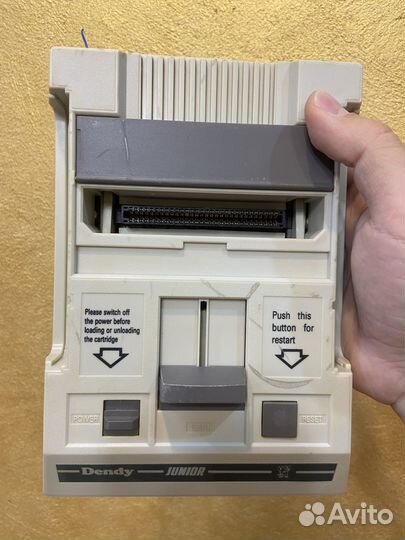 Please switch off
the power before
loading or unloading
the cartridge
Push this
button for
restart
POWER
RESET
Dendy JUNIOR
Avito